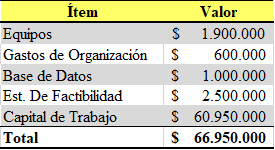 Ítem Valor
Equipos $ 1.900.000
Gastos de Organización $ 600.000
Base de Datos $ 1.000.000
Est. De Factibilidad $ 2.500.000
Capital de Trabajo $ 60.950.000
Total $ 66.950.000